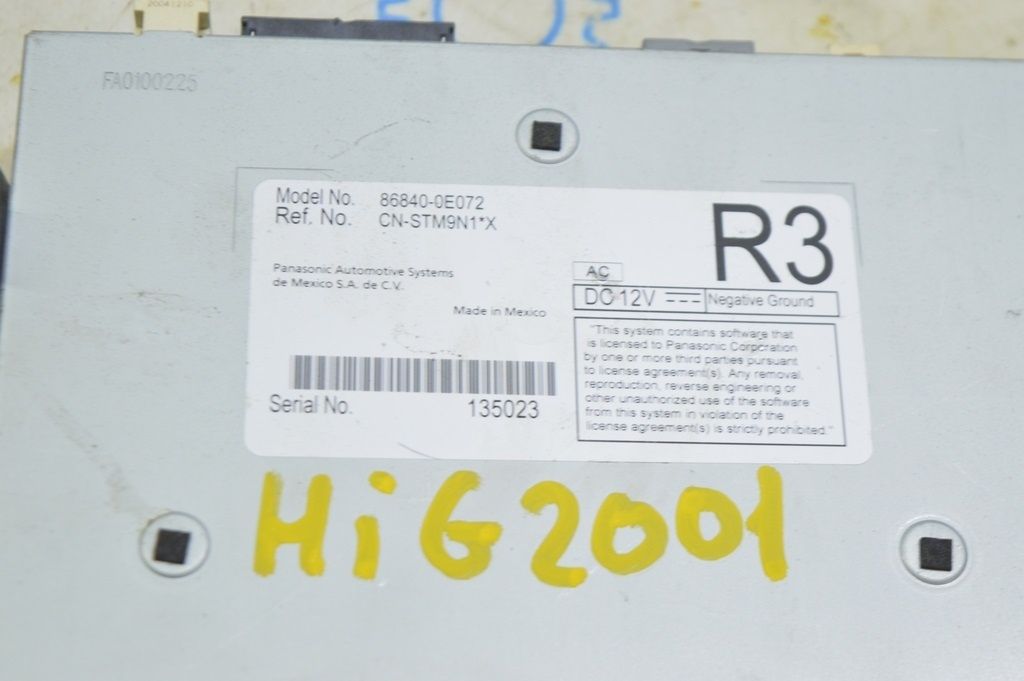 20041210
FA0100225
Model No. 86840-0E072
Ref. No. CN-STM9N1*X
R3
Panasonic Automotive Systems
de Mexico S.A. de C.V.
Made in Mexico
AC
DC 12V
Negative Ground
"This system contains software that
is licensed to Panasonic Corporation
by one or more third parties pursuant
to license agreement(s). Any removal,
reproduction, reverse engineering or
other unauthorized use of the software
from this system in violation of the
license agreement(s) is strictly prohibited."
Serial No. 135023
HiG2001